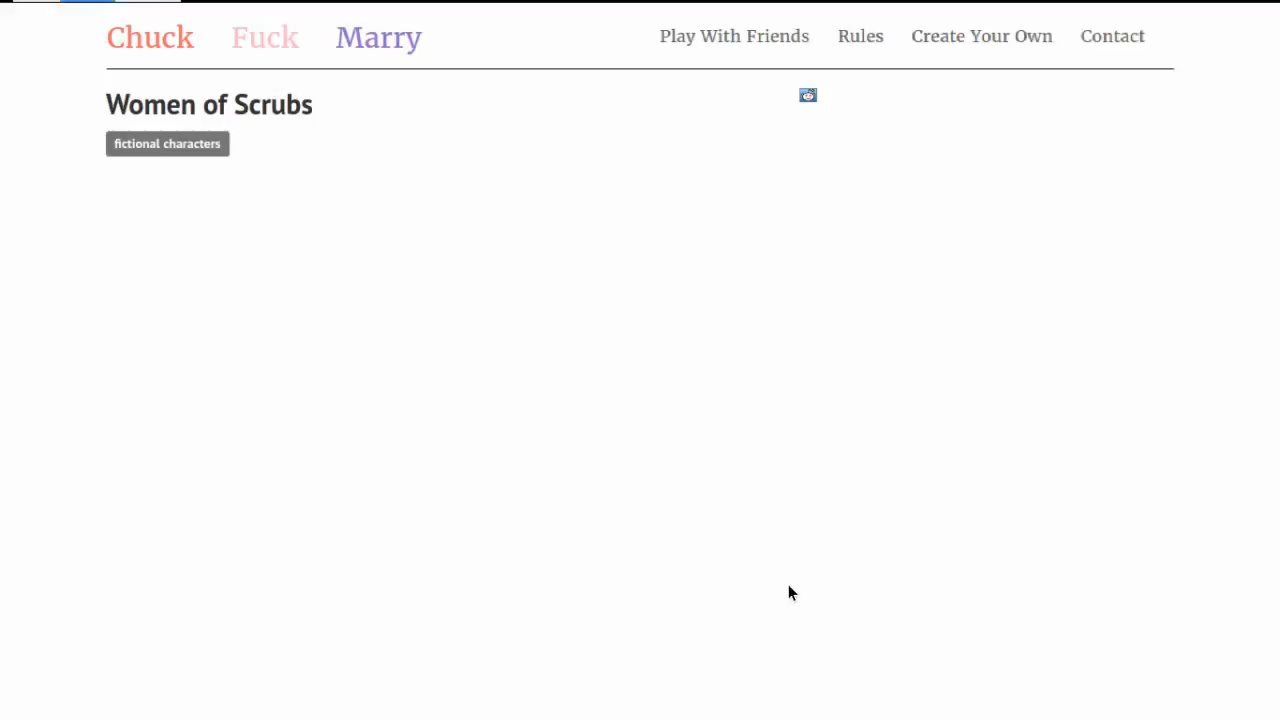 Chuck Fuck Marry Play With Friends Rules Create Your Own Contact
Women of Scrubs
fictional characters